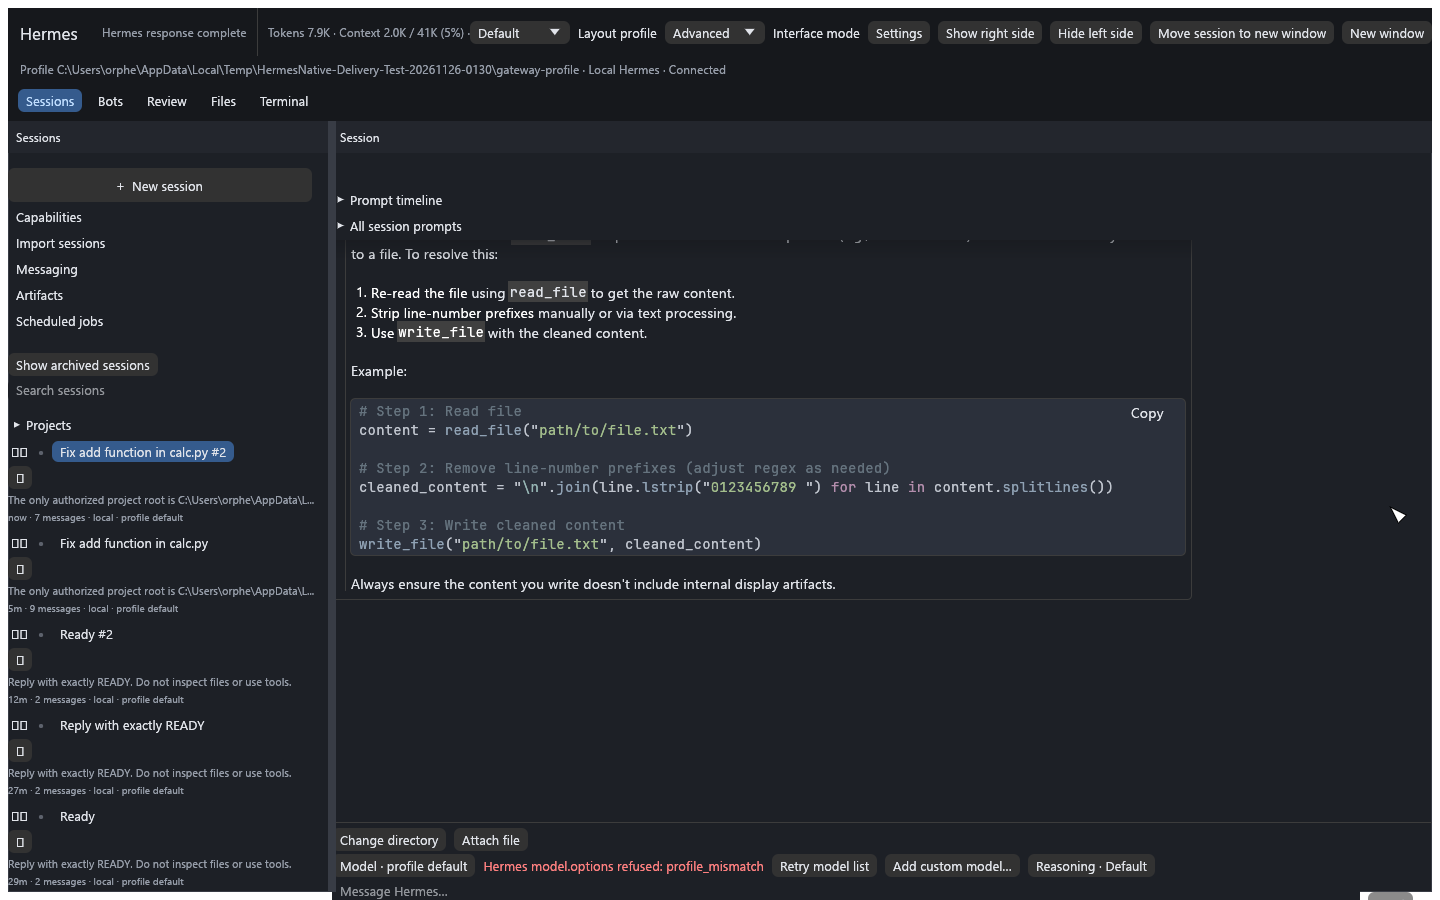 Hermes
Hermes response complete
Tokens 7.9K · Context 2.0K / 41K (5%) ·
Default
Layout profile
Advanced
Interface mode
Settings
Show right side
Hide left side
Move session to new window
New window
Profile C:\Users\orphe\AppData\Local\Temp\HermesNative-Delivery-Test-20261126-0130\gateway-profile · Local Hermes · Connected
Sessions
Bots
Review
Files
Terminal
Sessions
+ New session
Capabilities
Import sessions
Messaging
Artifacts
Scheduled jobs
Show archived sessions
Search sessions
Projects
Fix add function in calc.py #2
The only authorized project root is C:\Users\orphe\AppData\L...
now · 7 messages · local · profile default
Fix add function in calc.py
The only authorized project root is C:\Users\orphe\AppData\L...
5m · 9 messages · local · profile default
Ready #2
Reply with exactly READY. Do not inspect files or use tools.
12m · 2 messages · local · profile default
Reply with exactly READY
Reply with exactly READY. Do not inspect files or use tools.
27m · 2 messages · local · profile default
Ready
Reply with exactly READY. Do not inspect files or use tools.
29m · 2 messages · local · profile default
Session
Prompt timeline
All session prompts
to a file. To resolve this:
1. Re-read the file using read_file to get the raw content.
2. Strip line-number prefixes manually or via text processing.
3. Use write_file with the cleaned content.
Example:
Copy
# Step 1: Read file
content = read_file("path/to/file.txt")
# Step 2: Remove line-number prefixes (adjust regex as needed)
cleaned_content = "\n".join(line.lstrip("0123456789 ") for line in content.splitlines())
# Step 3: Write cleaned content
write_file("path/to/file.txt", cleaned_content)
Always ensure the content you write doesn't include internal display artifacts.
Change directory
Attach file
Model · profile default
Hermes model.options refused: profile_mismatch
Retry model list
Add custom model...
Reasoning · Default
Message Hermes...